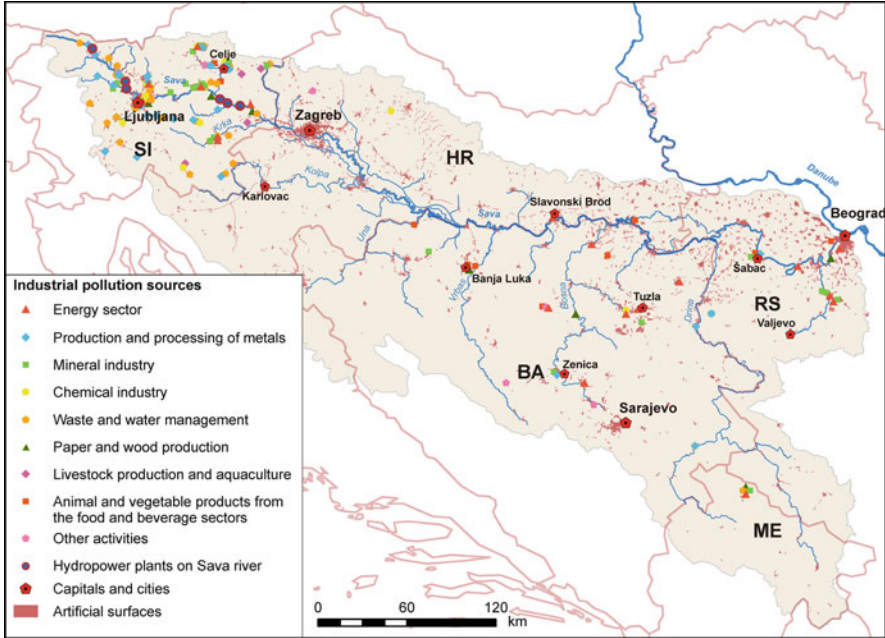 Celje
Sava
Ljubljana
Krka
Zagreb
SI
HR
Kolpa
Karlovac
Danube
Slavonski Brod
Sava
Beograd
Una
Šabac
Banja Luka
Vrbas
Bosna
Tuzla
Drina
RS
Valjevo
BA
Zenica
Sarajevo
ME
Industrial pollution sources
Energy sector
Production and processing of metals
Mineral industry
Chemical industry
Waste and water management
Paper and wood production
Livestock production and aquaculture
Animal and vegetable products from
the food and beverage sectors
Other activities
Hydropower plants on Sava river
Capitals and cities
Artificial surfaces
0 60 120
km